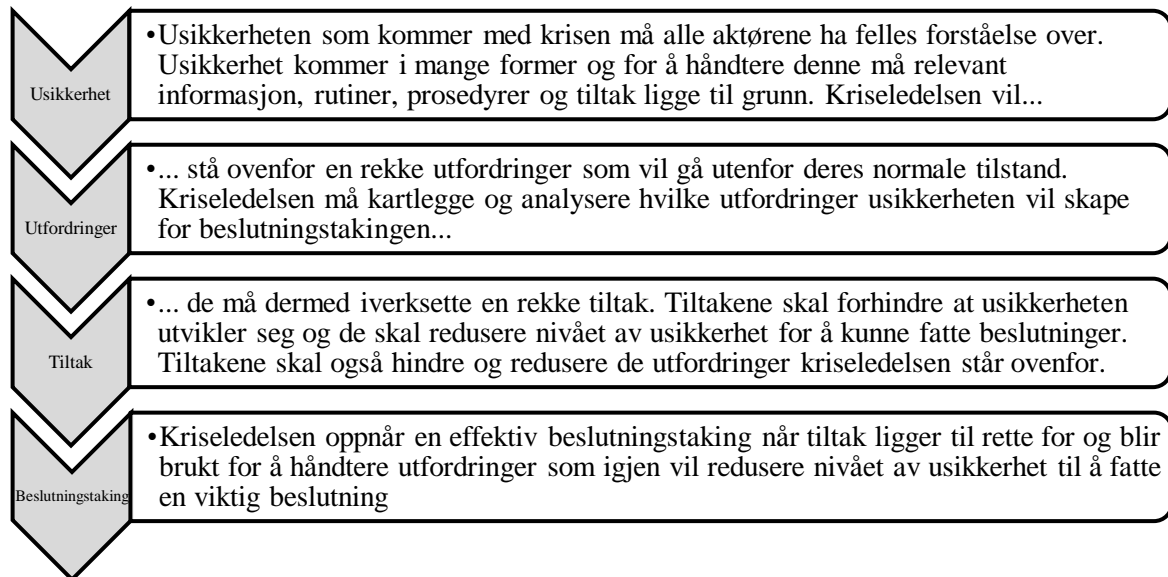 Usikkerhet
•Usikkerheten som kommer med krisen må alle aktørene ha felles forståelse over.
Usikkerhet kommer i mange former og for å håndtere denne må relevant
informasjon, rutiner, prosedyrer og tiltak ligge til grunn. Kriseledelsen vil...
Utfordringer
•... stå ovenfor en rekke utfordringer som vil gå utenfor deres normale tilstand.
Kriseledelsen må kartlegge og analysere hvilke utfordringer usikkerheten vil skape
for beslutningstakingen...
Tiltak
•... de må dermed iverksette en rekke tiltak. Tiltakene skal forhindre at usikkerheten
utvikler seg og de skal redusere nivået av usikkerhet for å kunne fatte beslutninger.
Tiltakene skal også hindre og redusere de utfordringer kriseledelsen står ovenfor.
Beslutningstaking
•Kriseledelsen oppnår en effektiv beslutningstaking når tiltak ligger til rette for og blir
brukt for å håndtere utfordringer som igjen vil redusere nivået av usikkerhet til å fatte
en viktig beslutning